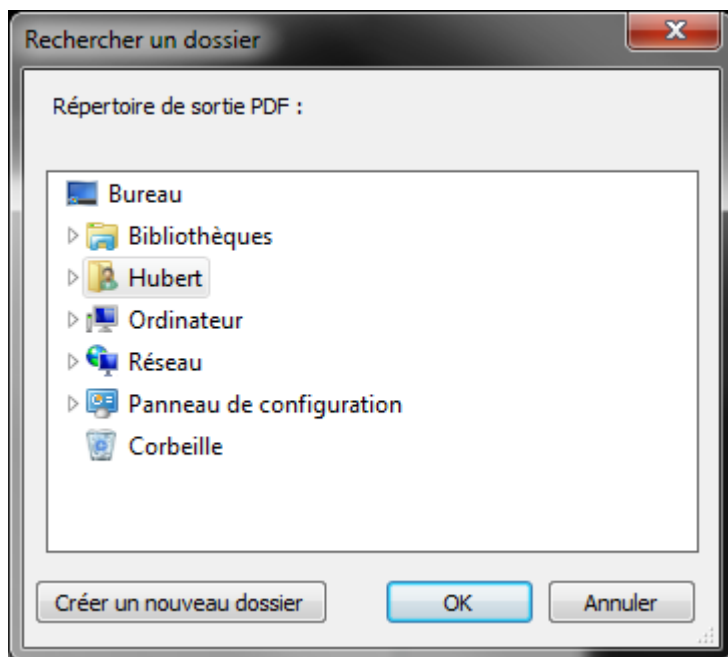 Rechercher un dossier
Répertoire de sortie PDF :
Bureau
Bibliothèques
Hubert
Ordinateur
Réseau
Panneau de configuration
Corbeille
Créer un nouveau dossier OK Annuler